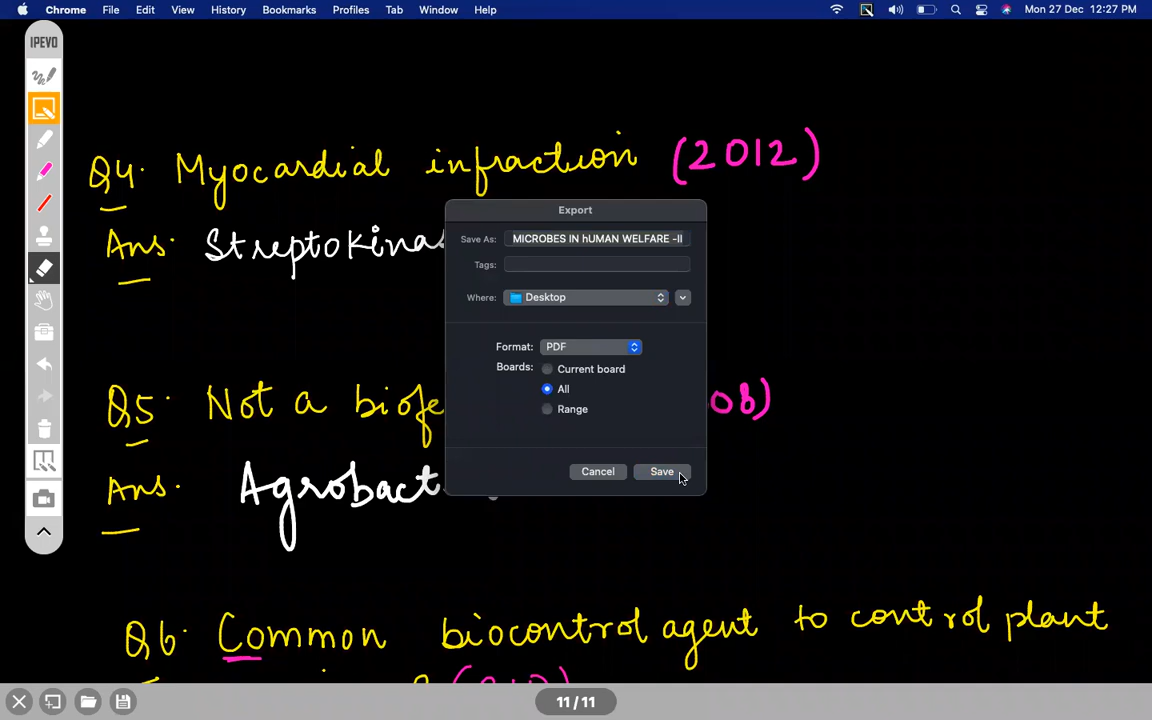 Chrome File Edit View History Bookmarks Profiles Tab Window Help Mon 27 Dec 12:27 PM
IPEVO
Q4. Myocardial infraction (2012)
Ans. Streptokinas
Export
Save As: MICROBES IN hUMAN WELFARE -II
Tags:
Where: Desktop
Format: PDF
Boards: Current board
All
Range
Cancel Save
Q5. Not a biofe 08)
Ans. Agrobact
Q6. Common biocontrol agent to control plant
11/11